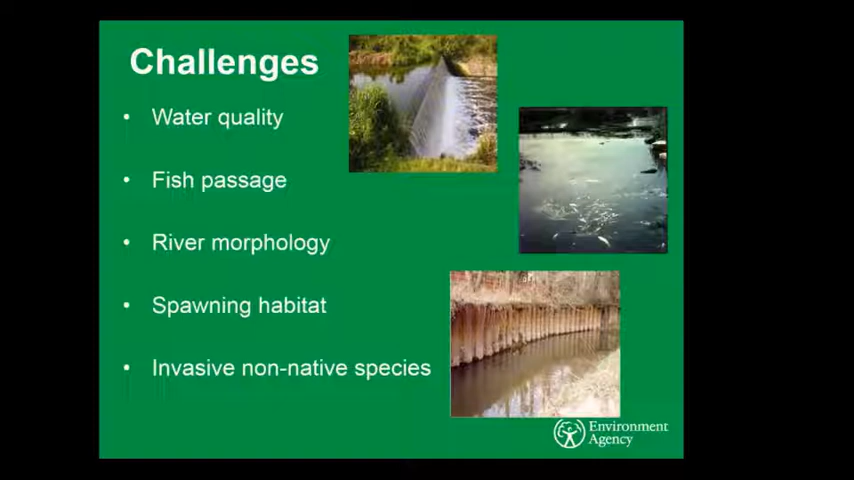 Challenges
• Water quality
• Fish passage
• River morphology
• Spawning habitat
• Invasive non-native species
Environment
Agency